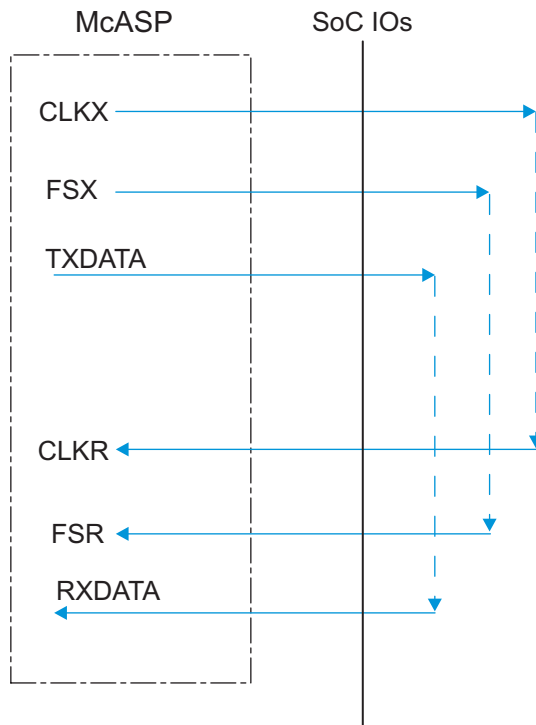 McASP
SoC IOs
CLKX
FSX
TXDATA
CLKR
FSR
RXDATA